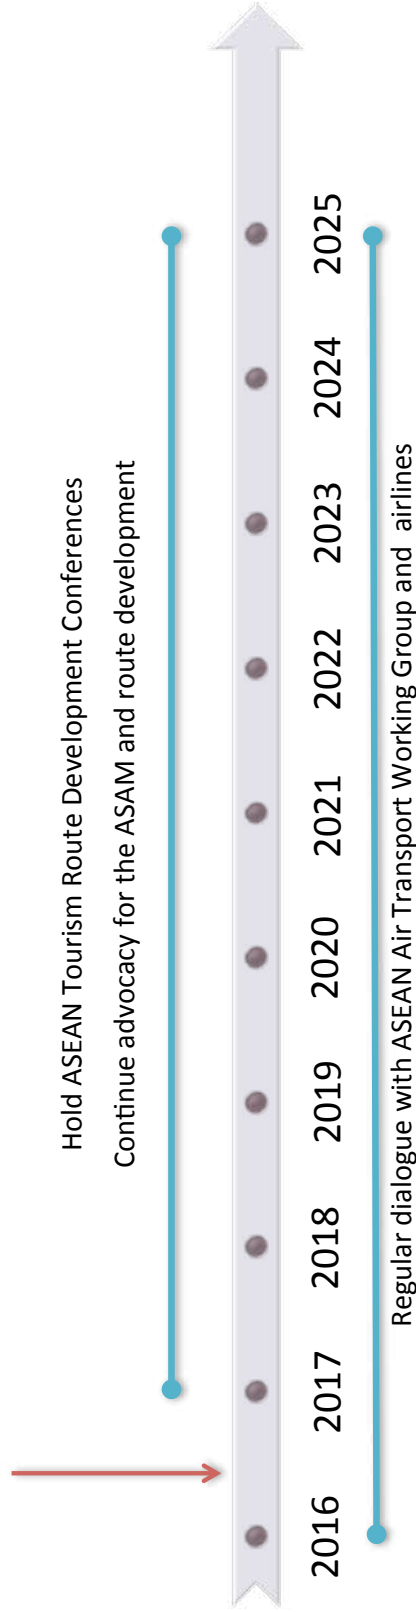 Hold ASEAN Tourism Route Development Conferences
Continue advocacy for the ASAM and route development
2016 2017 2018 2019 2020 2021 2022 2023 2024 2025
Regular dialogue with ASEAN Air Transport Working Group and airlines